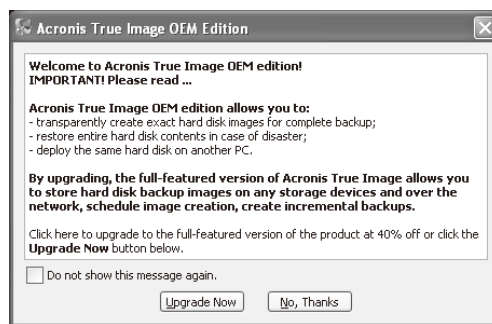 Acronis True Image OEM Edition
Welcome to Acronis True Image OEM edition!
IMPORTANT! Please read ...
Acronis True Image OEM edition allows you to:
- transparently create exact hard disk images for complete backup;
- restore entire hard disk contents in case of disaster;
- deploy the same hard disk on another PC.
By upgrading, the full-featured version of Acronis True Image allows you
to store hard disk backup images on any storage devices and over the
network, schedule image creation, create incremental backups.
Click here to upgrade to the full-featured version of the product at 40% off or click the
Upgrade Now button below.
Do not show this message again.
Upgrade Now No, Thanks